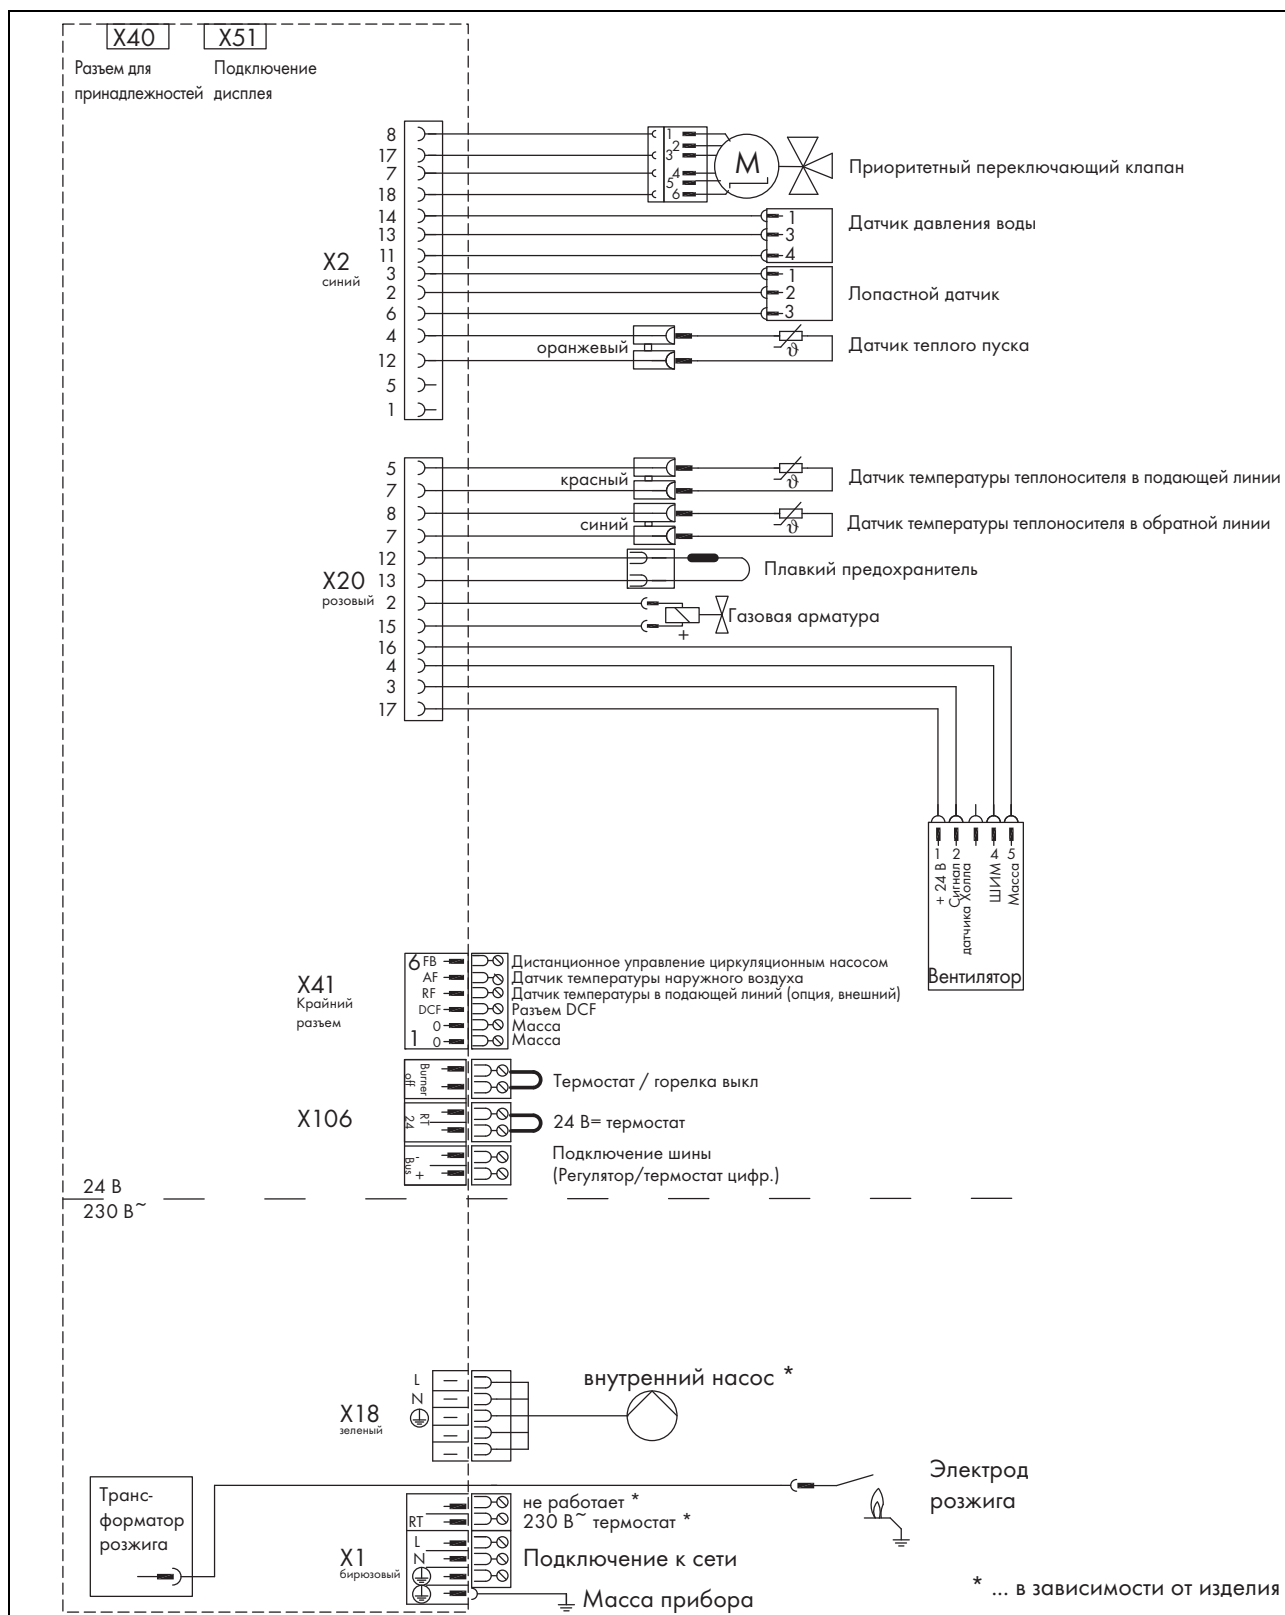 X40 X51
Разъем для Подключение
принадлежностей дисплея
8
17
7
18
14
13
11
3
2
6
4
12
5
1
X2
синий
1
2
3
4
5
6
M
Приоритетный переключающий клапан
1
3
4
Датчик давления воды
1
2
3
Лопастной датчик
оранжевый
ϑ
Датчик теплого пуска
5
7
8
7
12
13
2
15
16
4
3
17
X20
розовый
красный
ϑ
Датчик температуры теплоносителя в подающей линии
синий
ϑ
Датчик температуры теплоносителя в обратной линии
Плавкий предохранитель
+
Газовая арматура
1 2 4 5
+ 24 В
Сигнал
датчика Холла
ШИМ
Масса
Вентилятор
X41
Крайний
разъем
6 FB Дистанционное управление циркуляционным насосом
AF Датчик температуры наружного воздуха
RF Датчик температуры в подающей линий (опция, внешний)
DCF Разъем DCF
0 Масса
1 0 Масса
X106
Burner
off
Термостат / горелка выкл
RT
24
24 В= термостат
Bus
- +
Подключение шины
(Регулятор/термостат цифр.)
24 В
230 В~
X18
зеленый
L
N
внутренний насос *
Транс-
форматор
розжига
Электрод
розжига
не работает *
RT 230 В~ термостат *
X1
бирюзовый
L
N
Подключение к сети
Масса прибора
* ... в зависимости от изделия